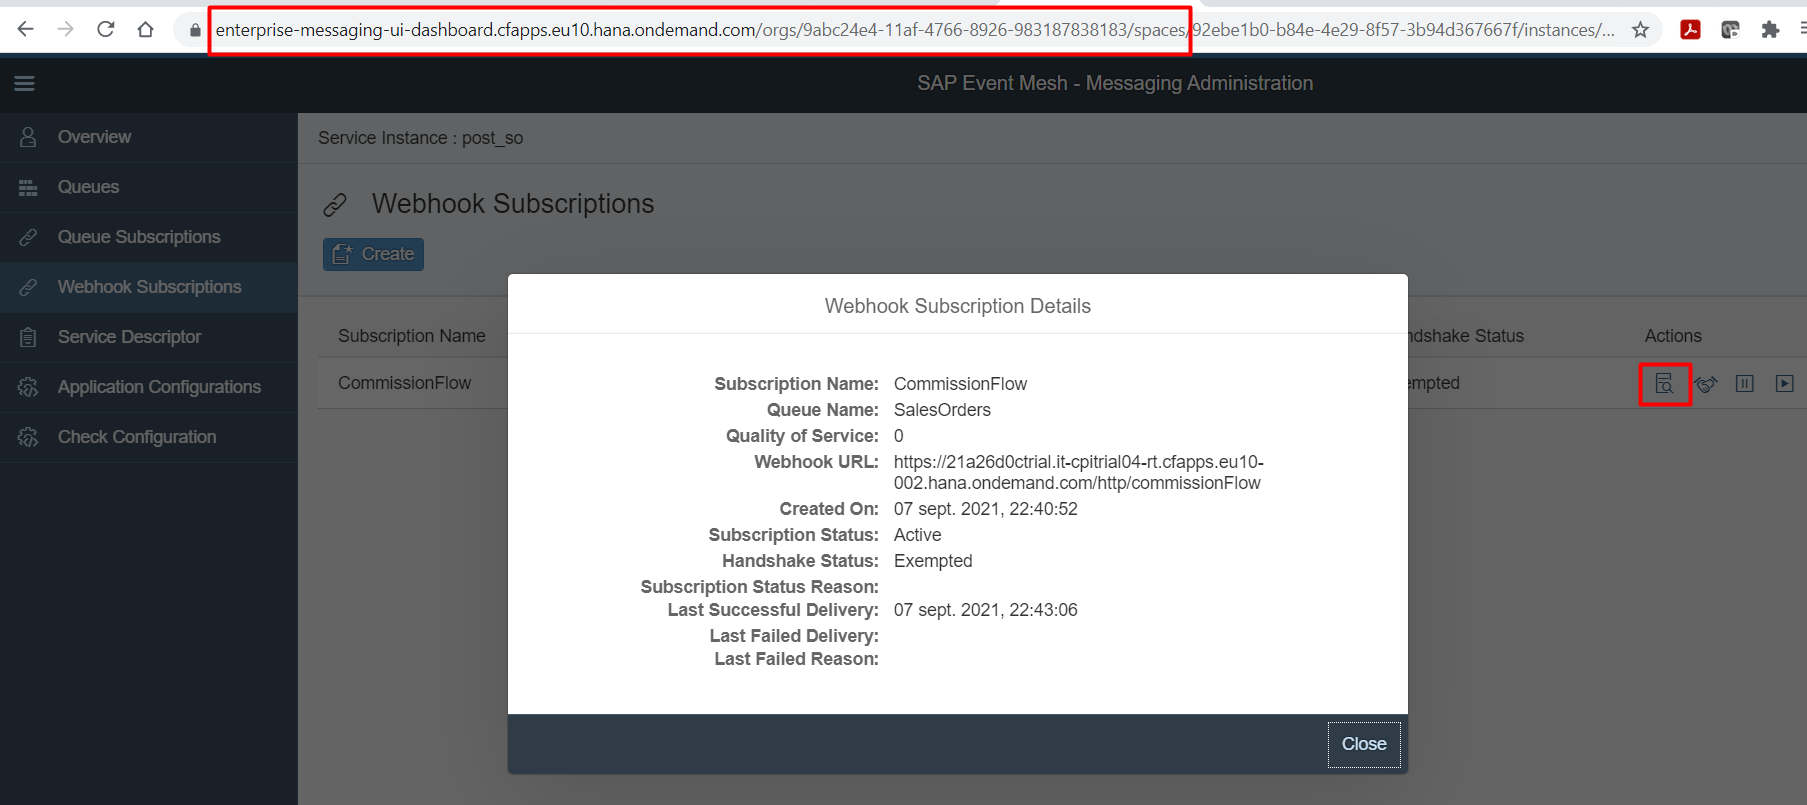 enterprise-messaging-ui-dashboard.cfapps.eu10.hana.ondemand.com/orgs/9abc24e4-11af-4766-8926-983187838183/spaces/92ebe1b0-b84e-4e29-8f57-3b94d367667f/instances/...
SAP Event Mesh - Messaging Administration
Overview
Queues
Queue Subscriptions
Webhook Subscriptions
Service Descriptor
Application Configurations
Check Configuration
Service Instance : post_so
Webhook Subscriptions
Create
Subscription Name
ndshake Status
Actions
CommissionFlow
empted
Webhook Subscription Details
Subscription Name: CommissionFlow
Queue Name: SalesOrders
Quality of Service: 0
Webhook URL: https://21a26d0ctrial.it-cpitrial04-rt.cfapps.eu10-
002.hana.ondemand.com/http/commissionFlow
Created On: 07 sept. 2021, 22:40:52
Subscription Status: Active
Handshake Status: Exempted
Subscription Status Reason:
Last Successful Delivery: 07 sept. 2021, 22:43:06
Last Failed Delivery:
Last Failed Reason:
Close